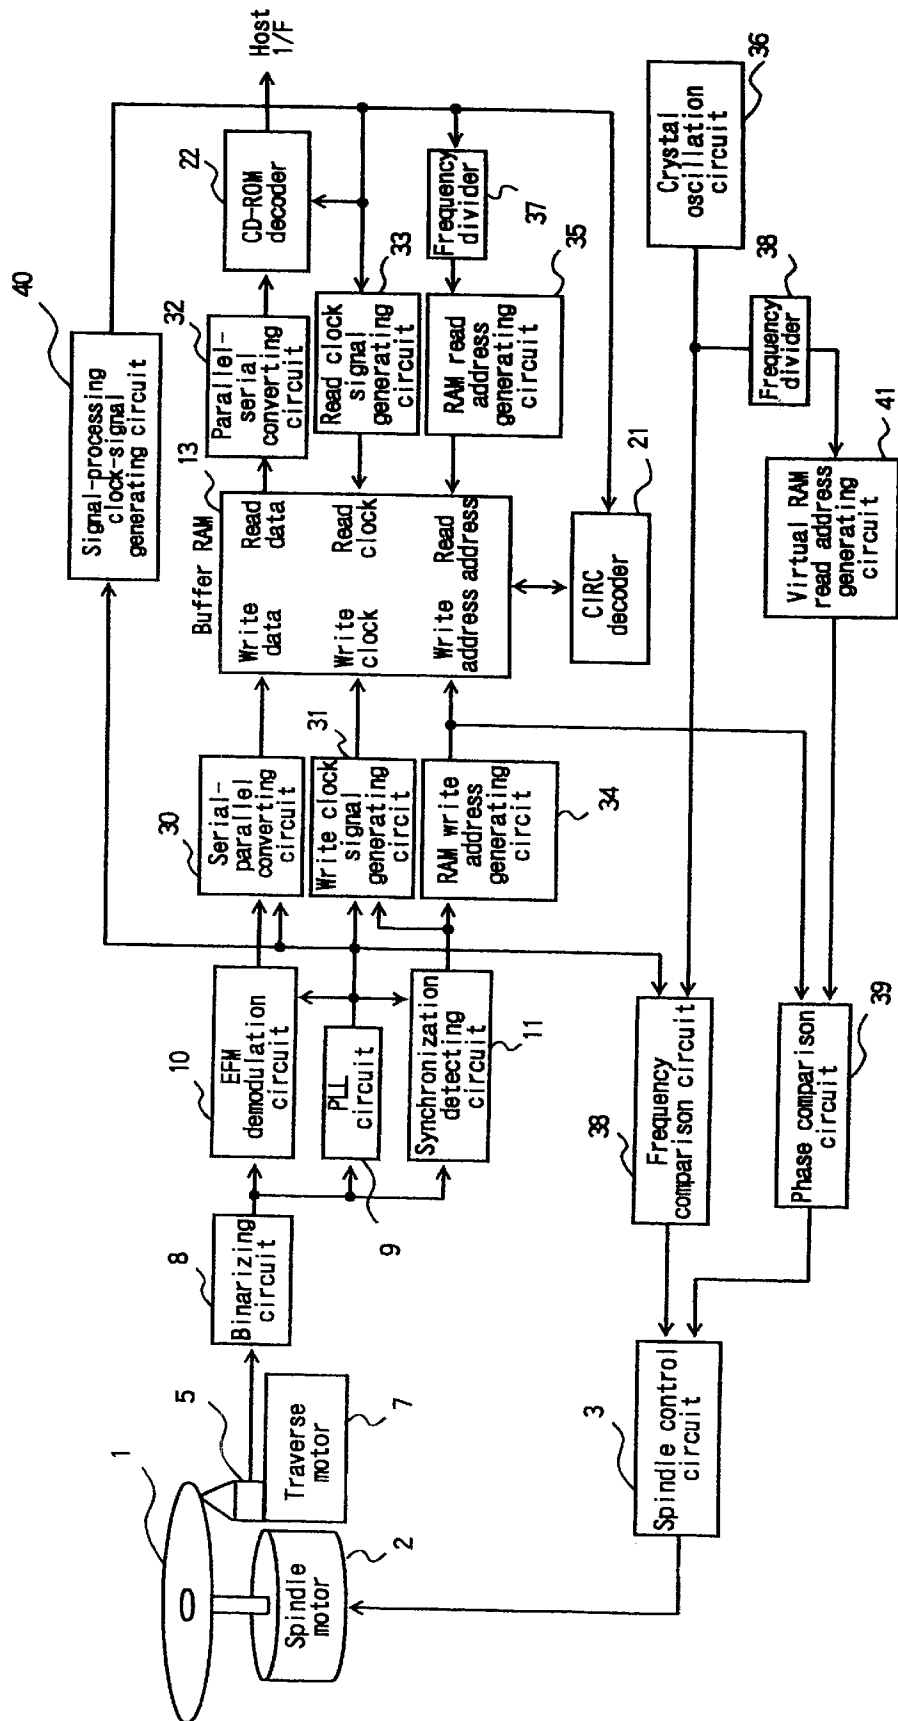 1
5
Spindle
motor
2
Traverse
motor
7
8
Binarizing
circuit
10
EFM
demodulation
circuit
PLL
circuit
9
Synchronization
detecting
circuit
11
30
Serial-
parallel
converting
circuit
31
Write clock
signal
generating
circit
RAM write
address
generating
circit
34
40
Signal-processing
clock-signal
generating circuit
13
Buffer RAM
Write
data
Read
data
Write
clock
Read
clock
Write
address
Read
address
32
Parallel-
serial
converting
circuit
22
CD-ROM
decoder
Host
I/F
33
Read clock
signal
generating
circuit
Frequency
divider
37
RAM read
address
generating
circuit
35
CIRC
decoder
21
Crystal
oscillation
circuit
36
Frequency
divider
38
Virtual RAM
read address
generating
circuit
41
3
Spindle control
circuit
38
Frequency
comparison circuit
Phase comparison
circuit
39